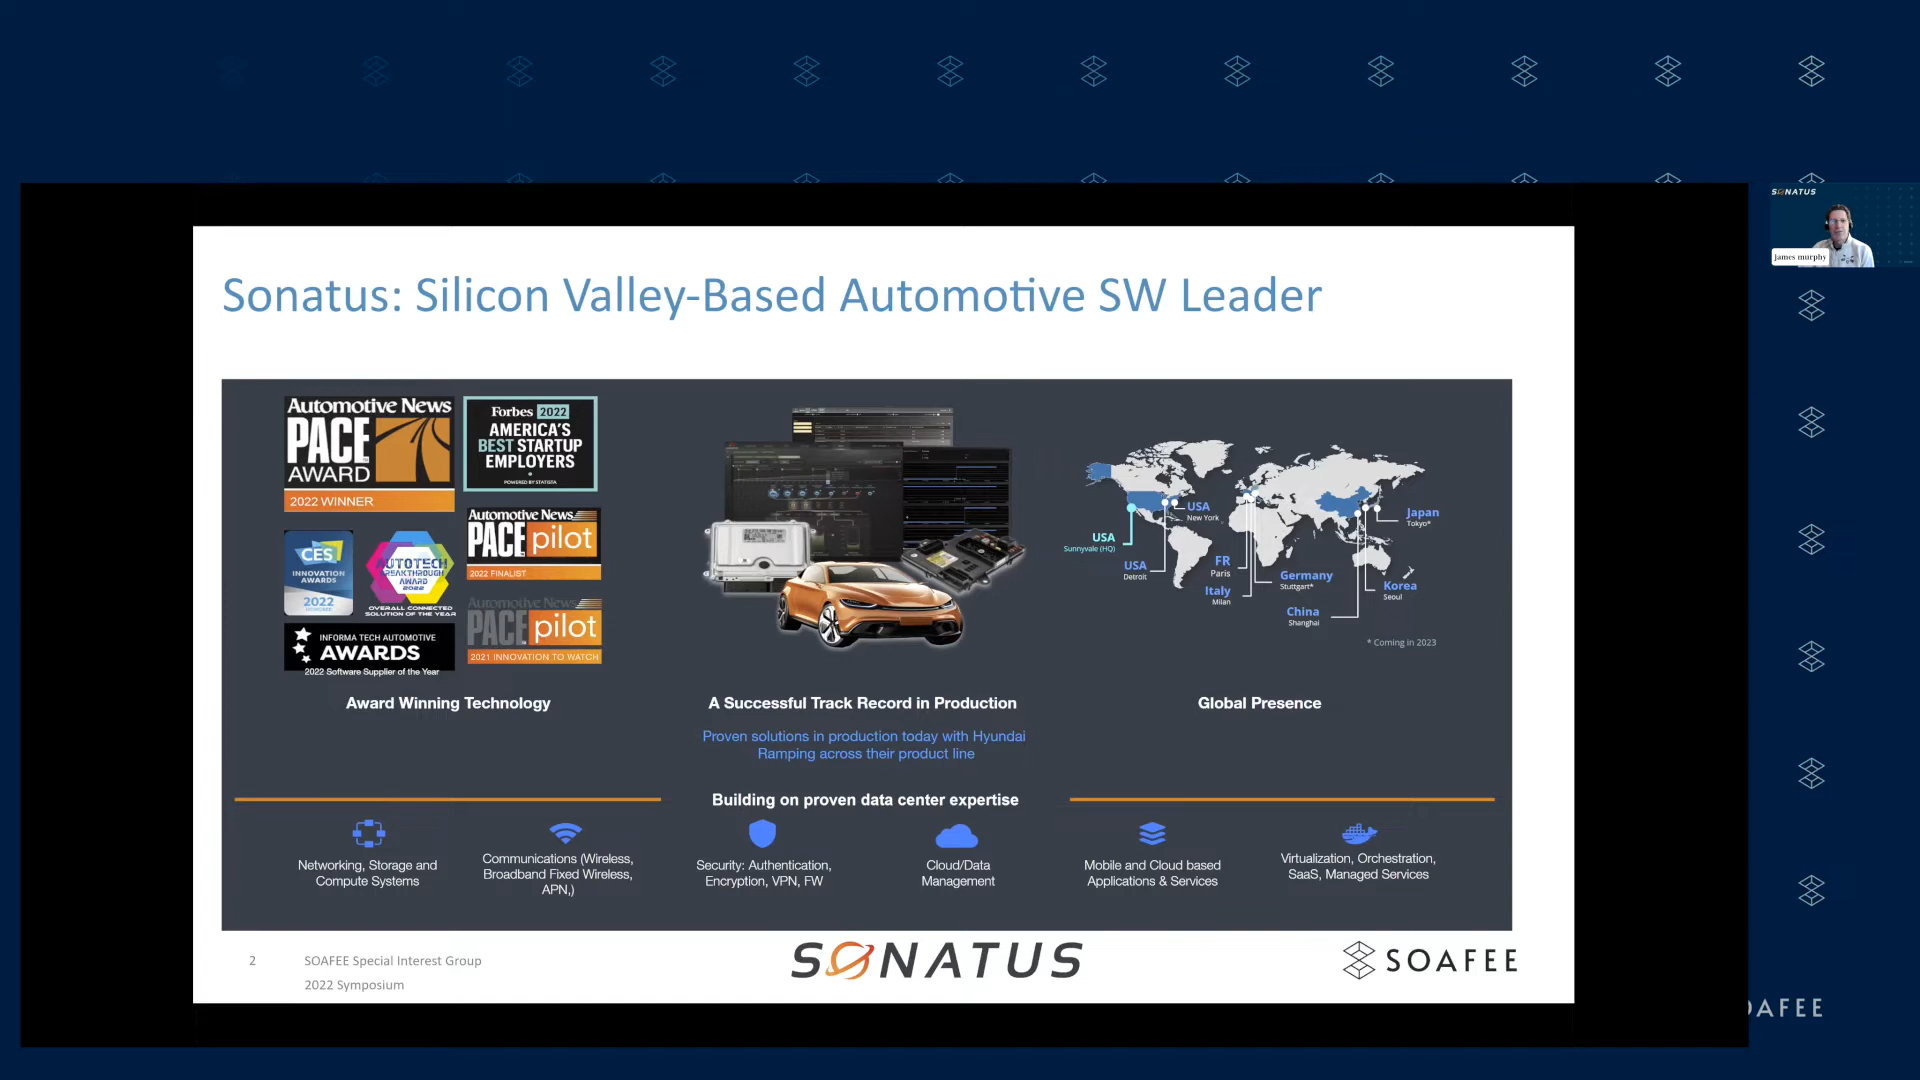 SONATUS
james murphy
Sonatus: Silicon Valley-Based Automotive SW Leader
Automotive News
PACE
AWARD
2022 WINNER
Forbes 2022
AMERICA'S
BEST STARTUP
EMPLOYERS
POWERED BY STATISTA
Automotive News
PACE pilot
2022 FINALIST
CES
INNOVATION
AWARDS
2022
HONOREE
AUTOTECH
BREAKTHROUGH
AWARD
2022
OVERALL CONNECTED
SOLUTION OF THE YEAR
Automotive News
PACE pilot
2021 INNOVATION TO WATCH
INFORMA TECH AUTOMOTIVE
AWARDS
2022 Software Supplier of the Year
Award Winning Technology
A Successful Track Record in Production
Proven solutions in production today with Hyundai
Ramping across their product line
USA
Sunnyvale (HQ)
USA
New York
USA
Detroit
FR
Paris
Italy
Milan
Germany
Stuttgart*
China
Shanghai
Japan
Tokyo*
Korea
Seoul
* Coming in 2023
Global Presence
Building on proven data center expertise
Networking, Storage and
Compute Systems
Communications (Wireless,
Broadband Fixed Wireless,
APN,)
Security: Authentication,
Encryption, VPN, FW
Cloud/Data
Management
Mobile and Cloud based
Applications & Services
Virtualization, Orchestration,
SaaS, Managed Services
2
SOAFEE Special Interest Group
2022 Symposium
SONATUS
SOAFEE
OAFEE